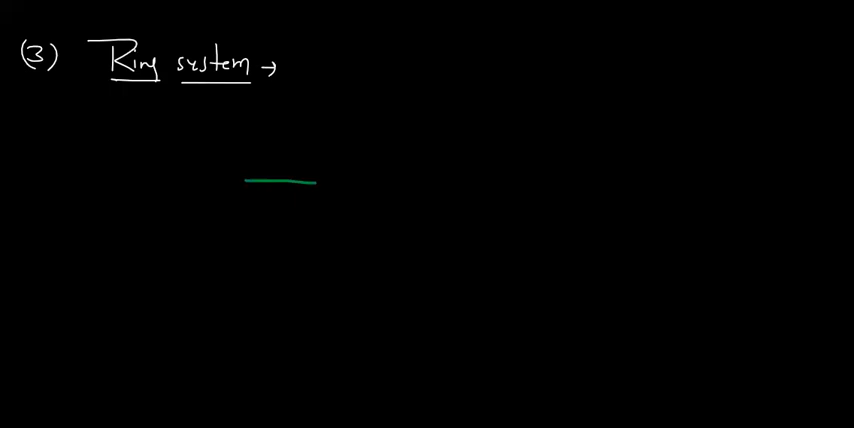 (3) Ring system →